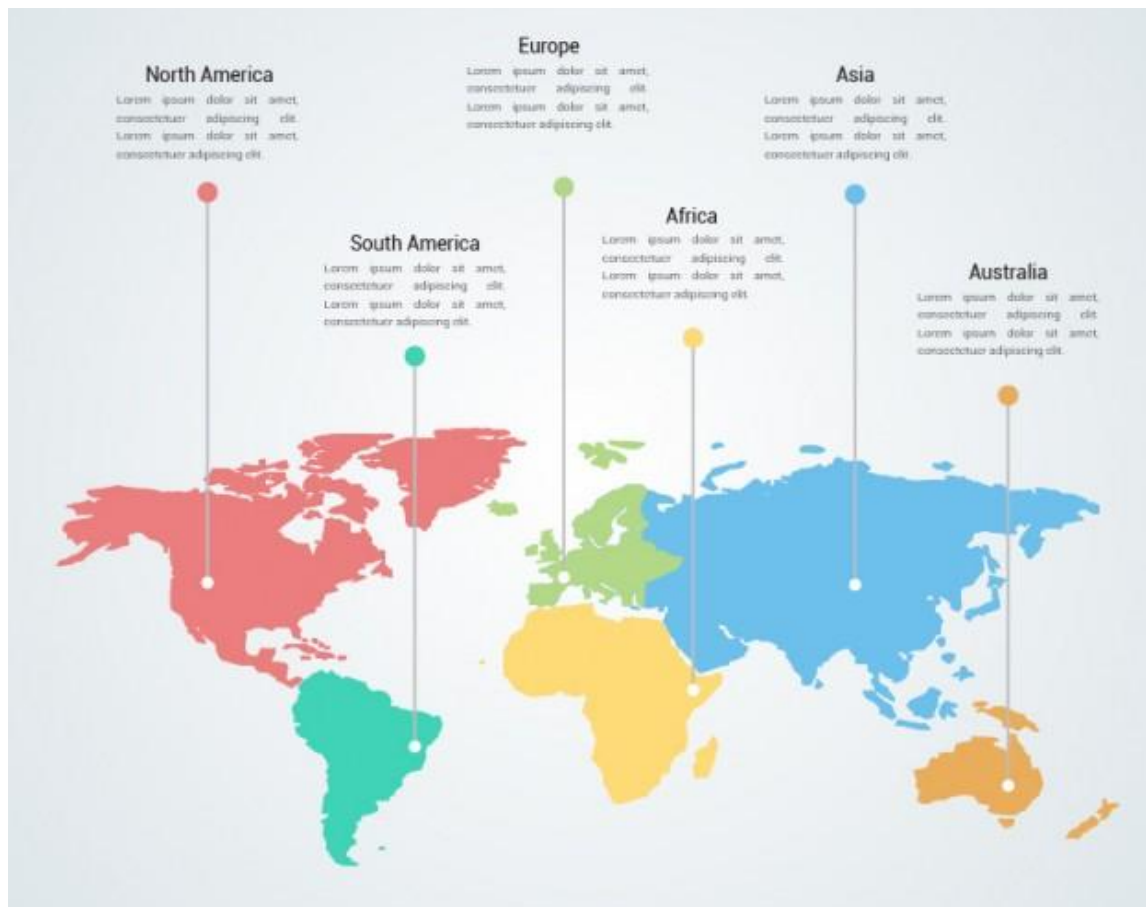 Europe
Lorem ipsum dolor sit amet,
consectetuer adipiscing elit.
Lorem ipsum dolor sit amet,
consectetuer adipiscing elit.
North America
Lorem ipsum dolor sit amet,
consectetuer adipiscing elit.
Lorem ipsum dolor sit amet,
consectetuer adipiscing elit.
Asia
Lorem ipsum dolor sit amet,
consectetuer adipiscing elit.
Lorem ipsum dolor sit amet,
consectetuer adipiscing elit.
South America
Lorem ipsum dolor sit amet,
consectetuer adipiscing elit.
Lorem ipsum dolor sit amet,
consectetuer adipiscing elit.
Africa
Lorem ipsum dolor sit amet,
consectetuer adipiscing elit.
Lorem ipsum dolor sit amet,
consectetuer adipiscing elit.
Australia
Lorem ipsum dolor sit amet,
consectetuer adipiscing elit.
Lorem ipsum dolor sit amet,
consectetuer adipiscing elit.